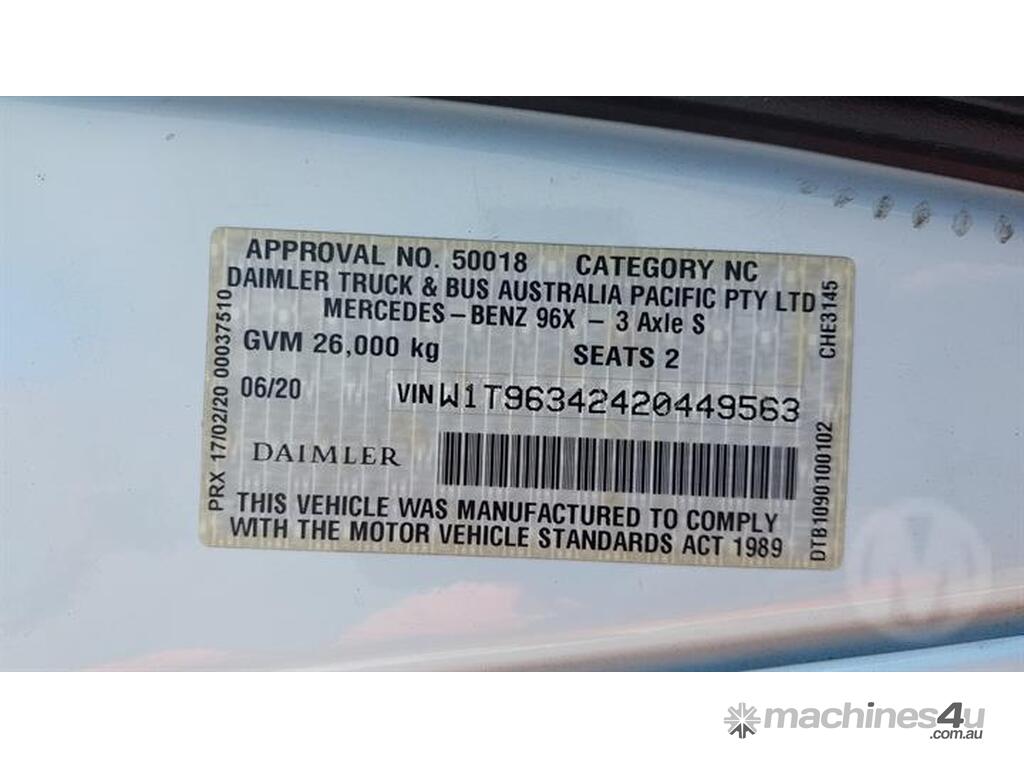 APPROVAL NO. 50018 CATEGORY NC
DAIMLER TRUCK & BUS AUSTRALIA PACIFIC PTY LTD
MERCEDES-BENZ 96X - 3 Axle S
GVM 26,000 kg SEATS 2
06/20 VIN W1T96342420449563
DAIMLER
THIS VEHICLE WAS MANUFACTURED TO COMPLY
WITH THE MOTOR VEHICLE STANDARDS ACT 1989
PRX 17/02/20 00037510
DTB1090100102 CHE3145
M
machines4u
.com.au